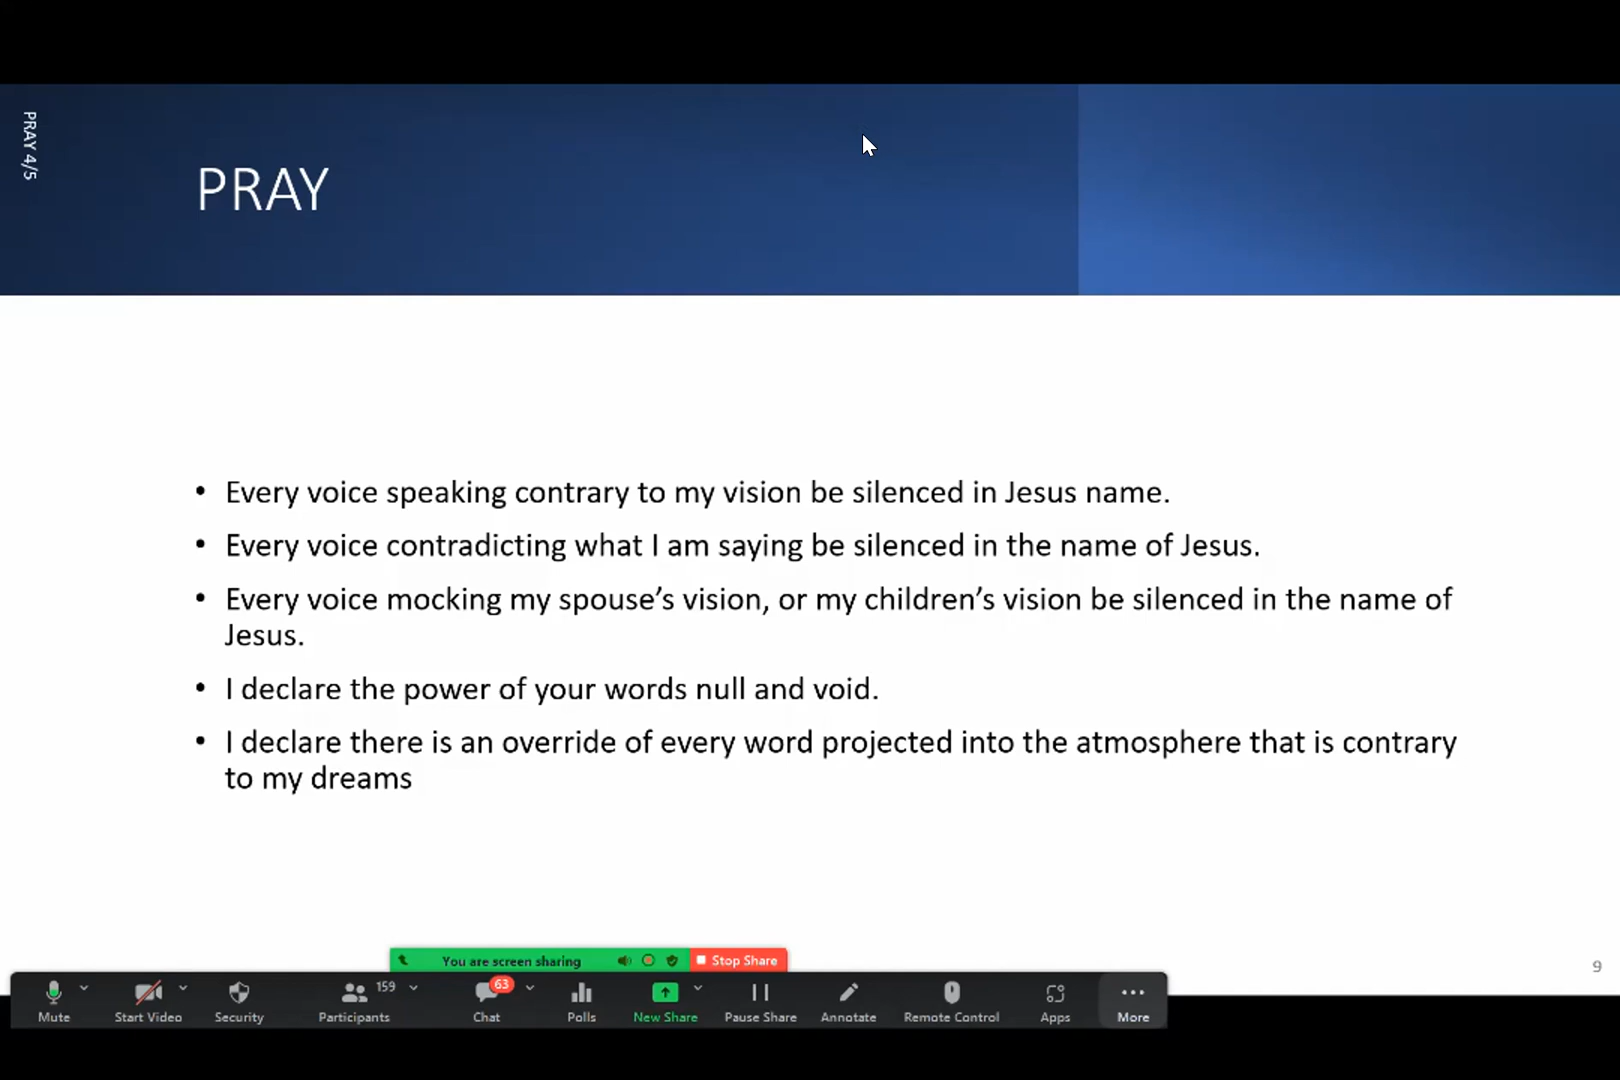 PRAY 4/5
PRAY
• Every voice speaking contrary to my vision be silenced in Jesus name.
• Every voice contradicting what I am saying be silenced in the name of Jesus.
• Every voice mocking my spouse’s vision, or my children’s vision be silenced in the name of
Jesus.
• I declare the power of your words null and void.
• I declare there is an override of every word projected into the atmosphere that is contrary
to my dreams
9
You are screen sharing Stop Share
159 63
Mute Start Video Security Participants Chat Polls New Share Pause Share Annotate Remote Control Apps More